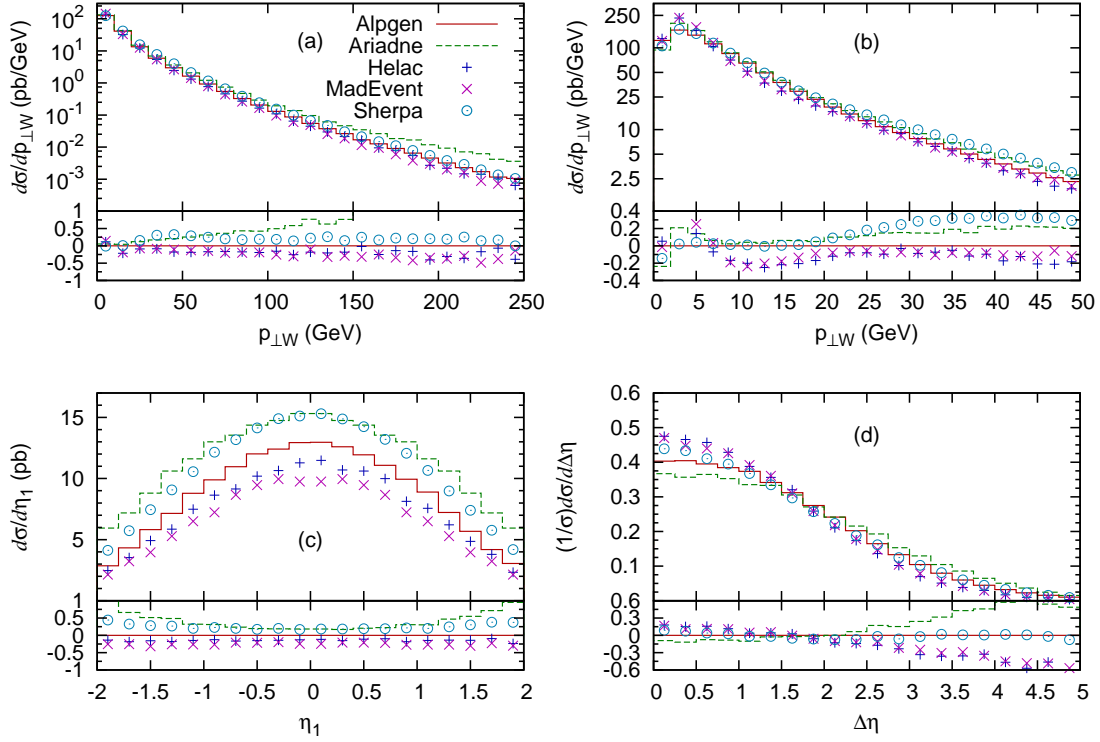 dσ/dp⊥W (pb/GeV)
10^2
10^1
10^0
10^-1
10^-2
10^-3
(a)
Alpgen
Ariadne
Helac
MadEvent
Sherpa
1
0.5
0
-0.5
-1
0 50 100 150 200 250
p⊥W (GeV)
dσ/dp⊥W (pb/GeV)
250
100
50
25
10
5
2.5
(b)
0.4
0.2
0
-0.2
-0.4
0 5 10 15 20 25 30 35 40 45 50
p⊥W (GeV)
dσ/dη1 (pb)
15
10
5
(c)
1
0.5
0
-0.5
-1
-2 -1.5 -1 -0.5 0 0.5 1 1.5 2
η1
(1/σ)dσ/dΔη
0.6
0.5
0.4
0.3
0.2
0.1
(d)
0.6
0.3
0
-0.3
-0.6
0 0.5 1 1.5 2 2.5 3 3.5 4 4.5 5
Δη